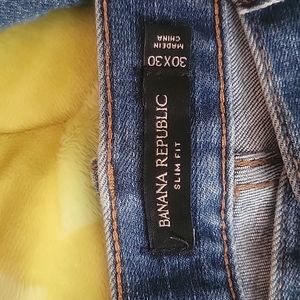 BANANA REPUBLIC
SLIM FIT
30X30
MADE IN
CHINA